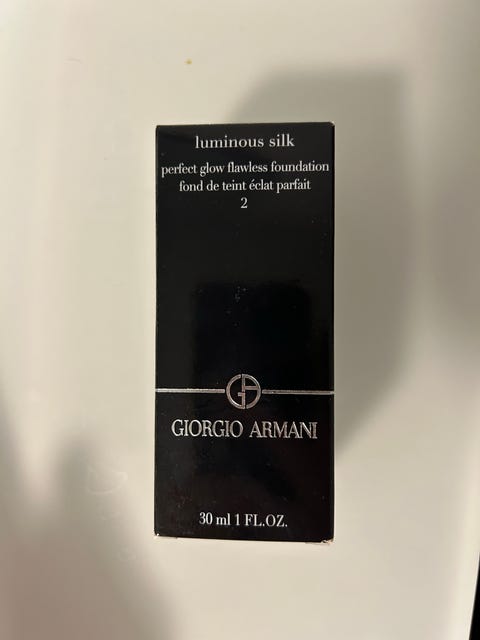 luminous silk
perfect glow flawless foundation
fond de teint éclat parfait
2
GIORGIO ARMANI
30 ml 1 FL.OZ.